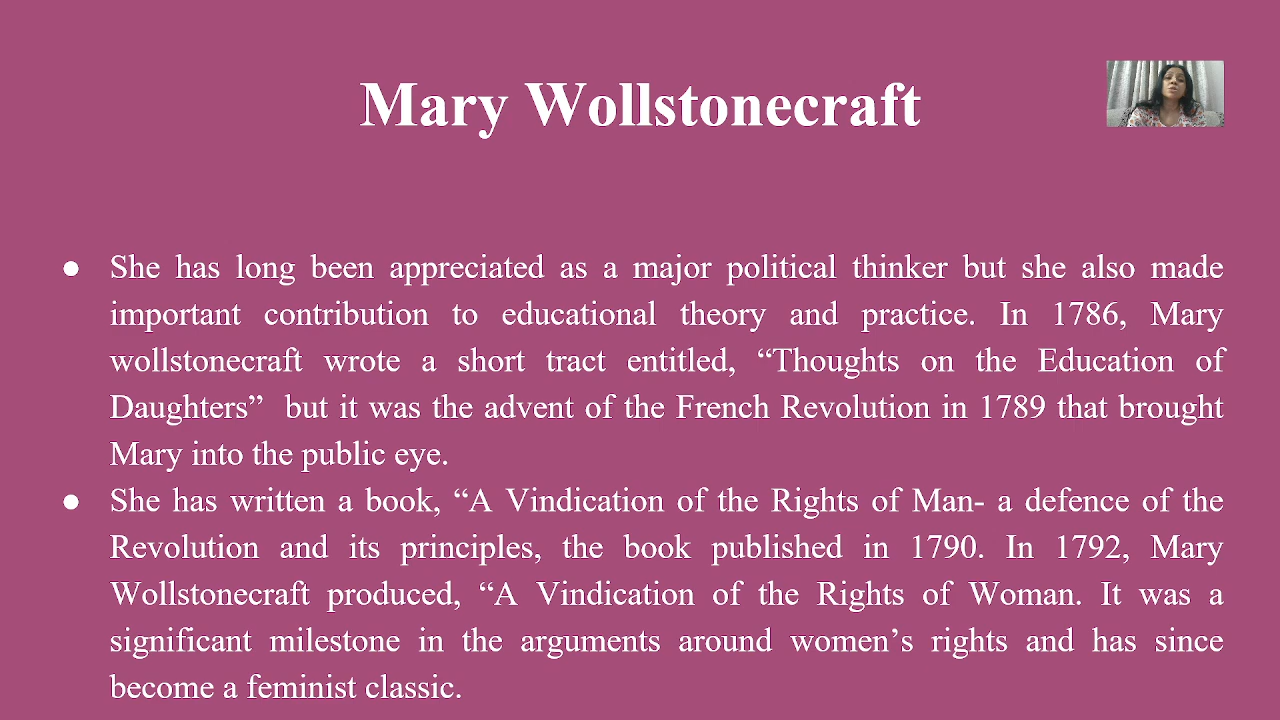 Mary Wollstonecraft
● She has long been appreciated as a major political thinker but she also made
important contribution to educational theory and practice. In 1786, Mary
wollstonecraft wrote a short tract entitled, “Thoughts on the Education of
Daughters” but it was the advent of the French Revolution in 1789 that brought
Mary into the public eye.
● She has written a book, “A Vindication of the Rights of Man- a defence of the
Revolution and its principles, the book published in 1790. In 1792, Mary
Wollstonecraft produced, “A Vindication of the Rights of Woman. It was a
significant milestone in the arguments around women’s rights and has since
become a feminist classic.